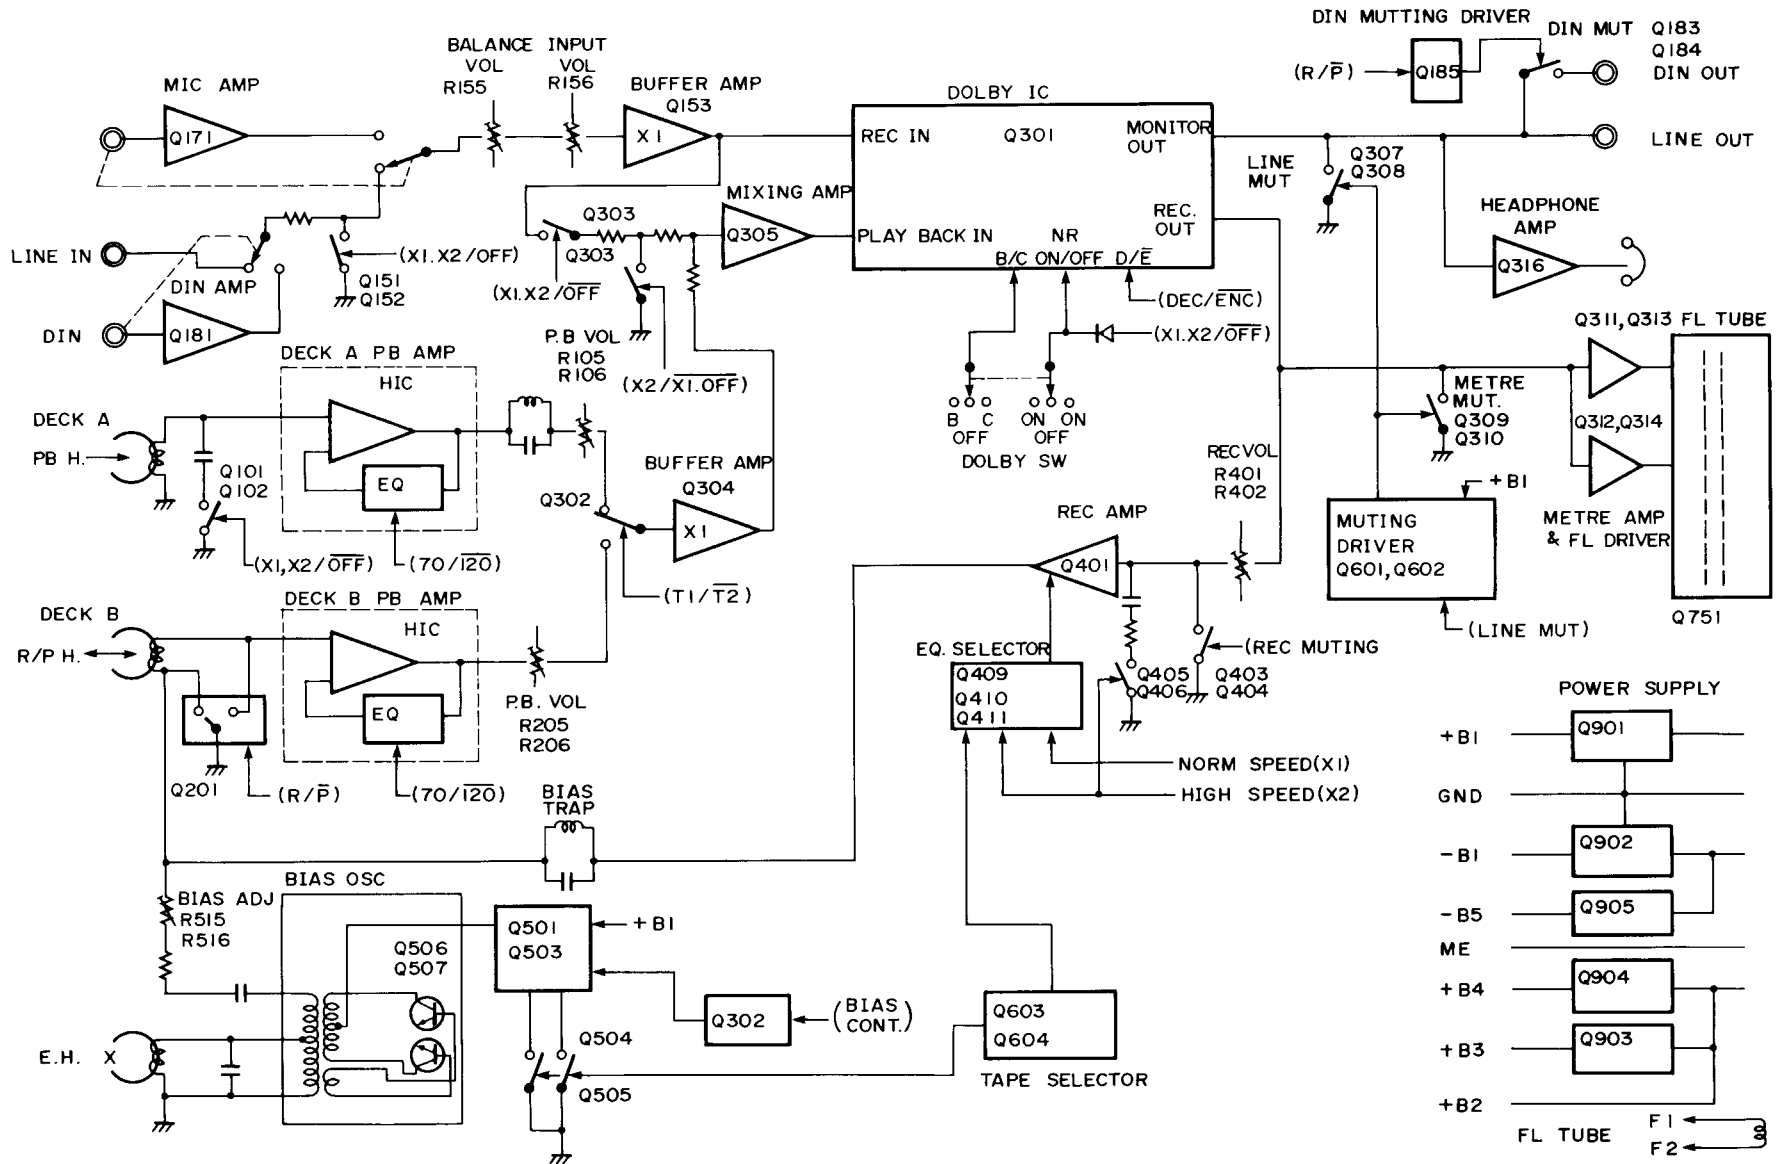 DIN MUTTING DRIVER
DIN MUT Q183
Q184
(R/P̅)
Q185
DIN OUT
LINE OUT
BALANCE INPUT
VOL VOL
R155 R156
MIC AMP
Q171
BUFFER AMP
Q153
X1
DOLBY IC
REC IN
Q301
MONITOR
OUT
LINE
MUT
Q307
Q308
MIXING AMP
Q305
PLAY BACK IN
NR
REC.
OUT
B/C ON/OFF D/E̅
HEADPHONE
AMP
Q316
LINE IN
DIN AMP
(X1.X2/OFF)
Q151
Q152
DIN
Q181
Q303
Q303
(X1.X2/O̅F̅F̅
(DEC/E̅N̅C̅)
(X1.X2/O̅F̅F̅)
P.B VOL
R105
R106
(X2/X̅1̅.̅O̅F̅F̅)
Q311,Q313 FL TUBE
DECK A PB AMP
HIC
DECK A
PB H.
EQ
Q101
Q102
(X1,X2/O̅F̅F̅)
(70/1̅2̅0̅)
B C
OFF
ON ON
OFF
DOLBY SW
METRE
MUT.
Q309
Q310
Q312,Q314
REC VOL
R401
R402
+B1
BUFFER AMP
Q304
X1
Q302
(T1/T̅2̅)
REC AMP
Q401
MUTING
DRIVER
Q601,Q602
METRE AMP
& FL DRIVER
Q751
(LINE MUT)
DECK B
R/P H.
DECK B PB AMP
HIC
EQ
P.B. VOL
R205
R206
Q201
(R/P̅)
(70/1̅2̅0̅)
EQ. SELECTOR
Q409
Q410
Q411
(REC MUTING
Q405
Q406
Q403
Q404
NORM SPEED(X1)
HIGH SPEED(X2)
BIAS
TRAP
POWER SUPPLY
+B1
Q901
GND
-B1
Q902
-B5
Q905
ME
+B4
Q904
+B3
Q903
+B2
FL TUBE
F1
F2
BIAS ADJ
R515
R516
BIAS OSC
Q506
Q507
Q501
Q503
+B1
Q302
(BIAS
CONT.)
Q603
Q604
TAPE SELECTOR
Q504
Q505
E.H. X